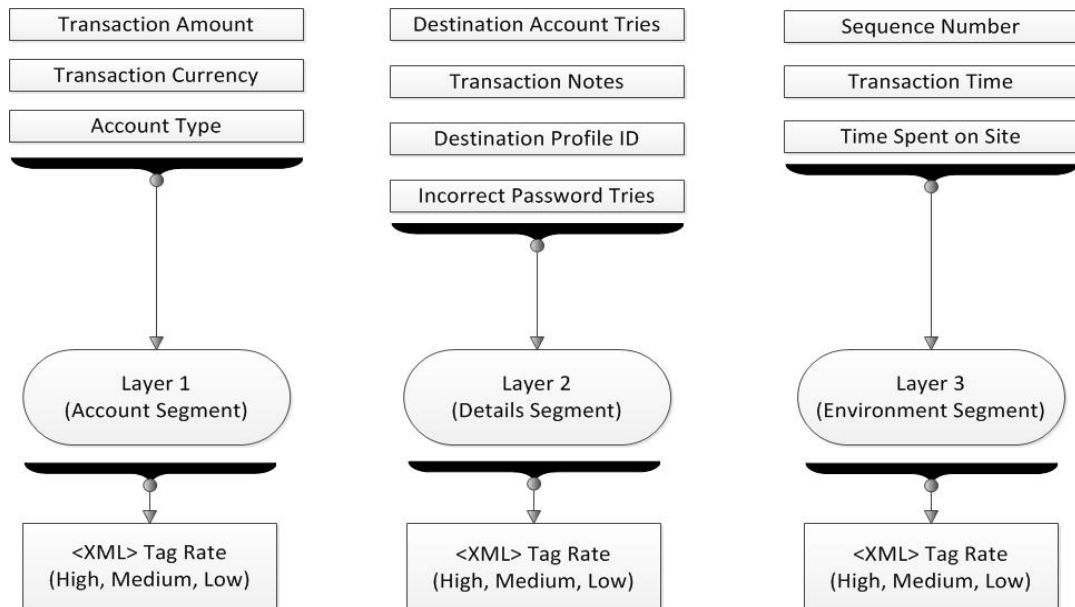 Transaction Amount
Transaction Currency
Account Type
Layer 1
(Account Segment)
<XML> Tag Rate
(High, Medium, Low)
Destination Account Tries
Transaction Notes
Destination Profile ID
Incorrect Password Tries
Layer 2
(Details Segment)
<XML> Tag Rate
(High, Medium, Low)
Sequence Number
Transaction Time
Time Spent on Site
Layer 3
(Environment Segment)
<XML> Tag Rate
(High, Medium, Low)